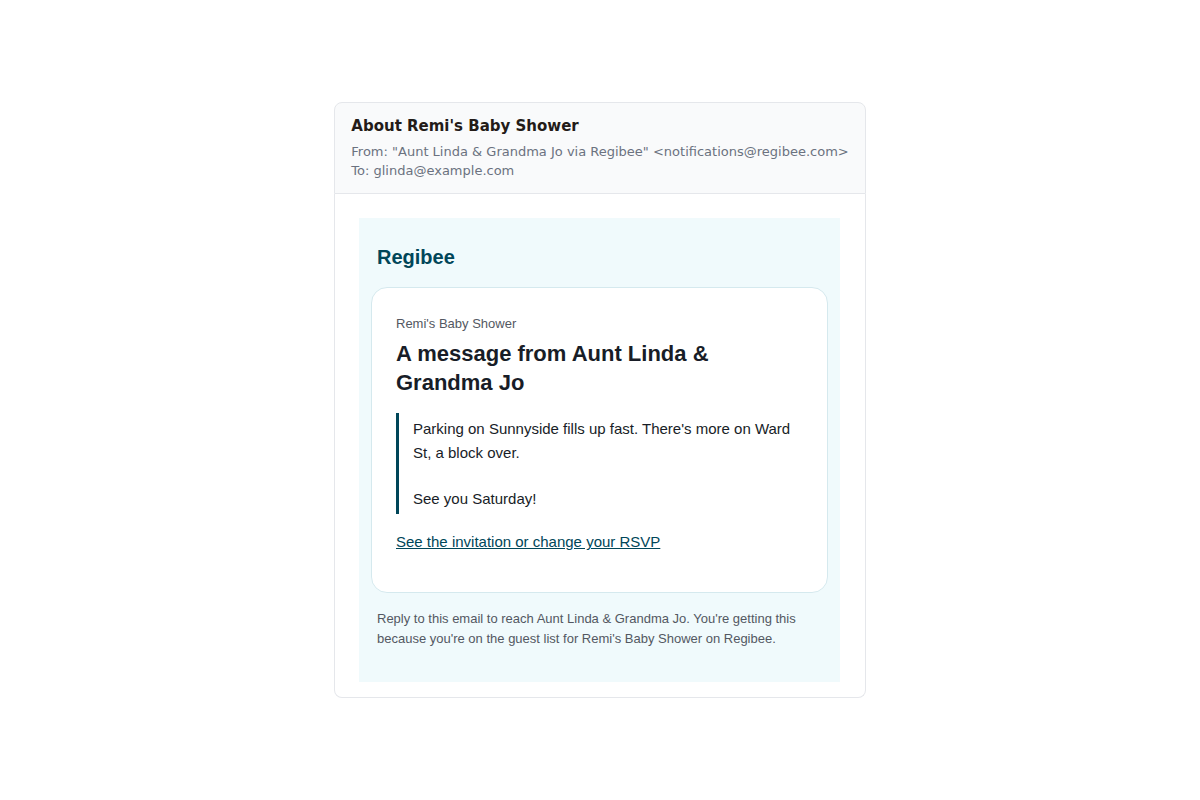 About Remi's Baby Shower
From: "Aunt Linda & Grandma Jo via Regibee" <notifications@regibee.com>
To: glinda@example.com
Regibee
Remi's Baby Shower
A message from Aunt Linda &
Grandma Jo
Parking on Sunnyside fills up fast. There's more on Ward
St, a block over.
See you Saturday!
See the invitation or change your RSVP
Reply to this email to reach Aunt Linda & Grandma Jo. You're getting this
because you're on the guest list for Remi's Baby Shower on Regibee.